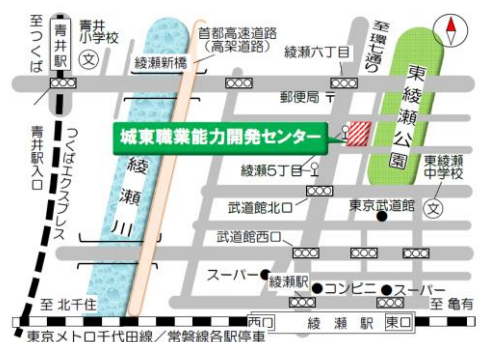 至つくば
青井駅
青井
小学校
文
首都高速道路
(高架道路)
綾瀬新橋
綾瀬六丁目
至環七通り
東綾瀬公園
郵便局〒
城東職業能力開発センター
青井駅入口
つくばエクスプレス
綾瀬川
綾瀬5丁目
東綾瀬
中学校
文
武道館北口
東京武道館
武道館西口
スーパー
綾瀬駅
コンビニ
スーパー
至 北千住
至 亀有
西口
綾瀬駅
東口
東京メトロ千代田線/常磐線各駅停車